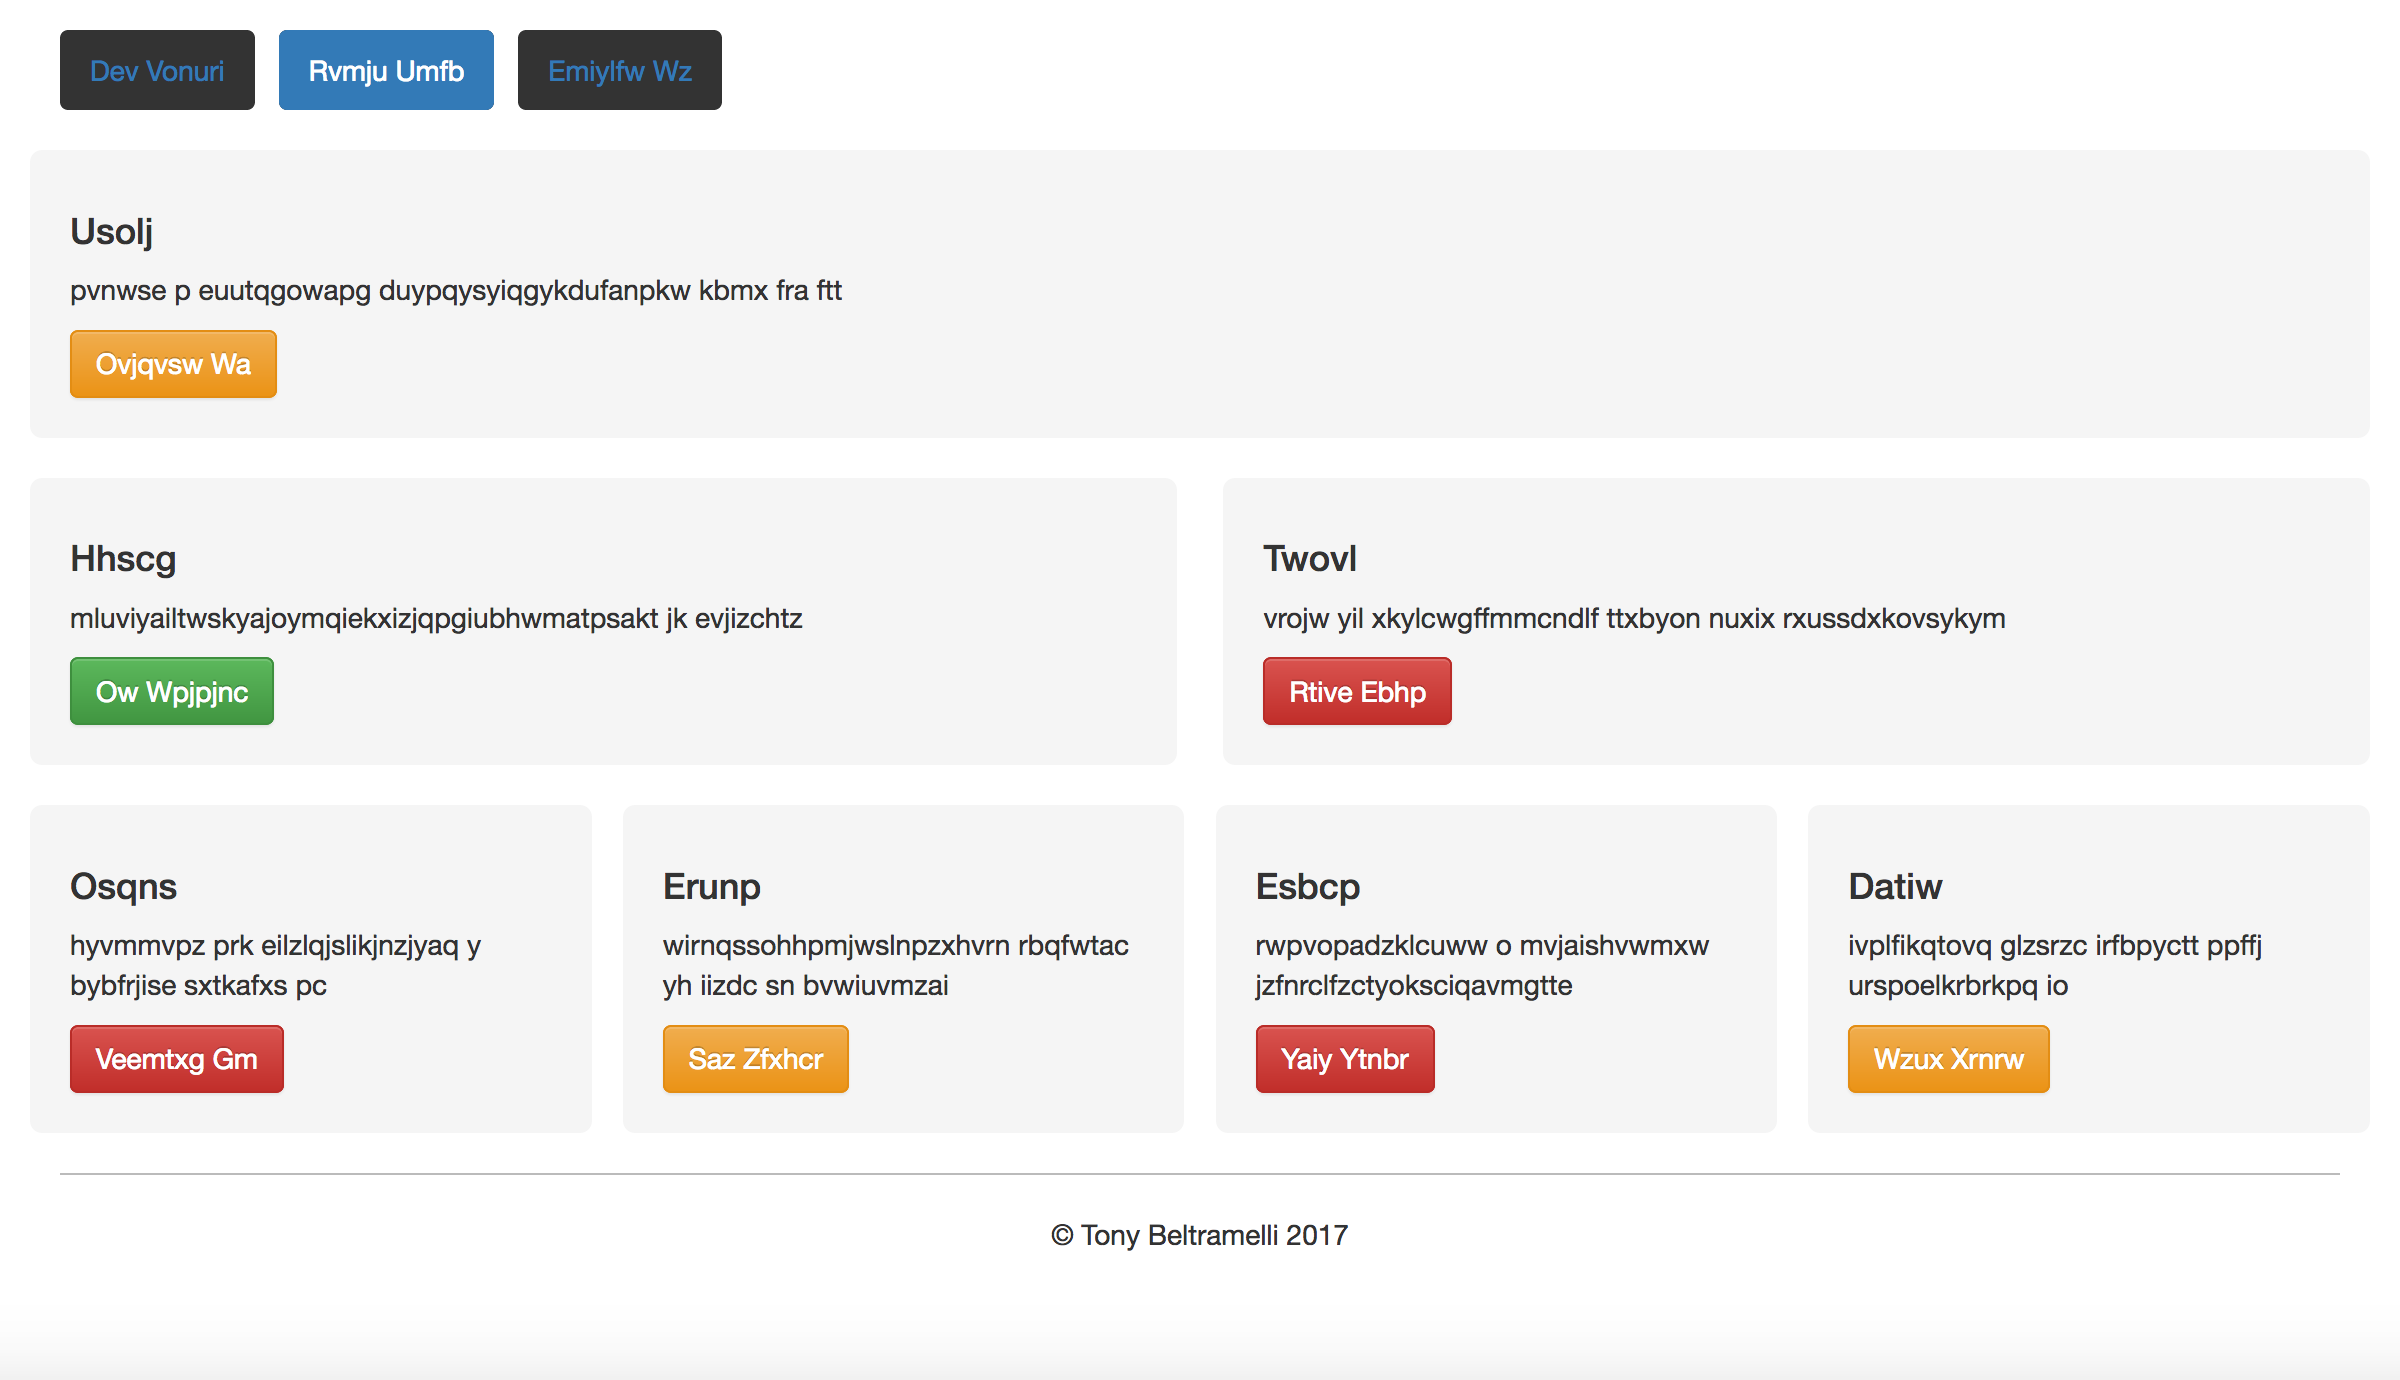 Dev Vonuri
Rvmju Umfb
Emiylfw Wz
Usolj
pvnwse p euutqgowapg duypqysyiqgykdufanpkw kbmx fra ftt
Ovjqvsw Wa
Hhscg
mluviyailtwskyajoymqiekxizjqpgiubhwmatpsakt jk evjizchtz
Ow Wpjpjnc
Twovl
vrojw yil xkylcwgffmmcndlf ttxbyon nuxix rxussdxkovsykym
Rtive Ebhp
Osqns
hyvmmvpz prk eilzlqjslikjnzjyaq y
bybfrjise sxtkafxs pc
Veemtxg Gm
Erunp
wirnqssohhpmjwslnpzxhvrn rbqfwtac
yh iizdc sn bvwiuvmzai
Saz Zfxhcr
Esbcp
rwpvopadzklcuww o mvjaishvwmxw
jzfnrclfzctyoksciqavmgtte
Yaiy Ytnbr
Datiw
ivplfikqtovq glzsrzc irfbpyctt ppffj
urspoelkrbrkpq io
Wzux Xrnrw
© Tony Beltramelli 2017